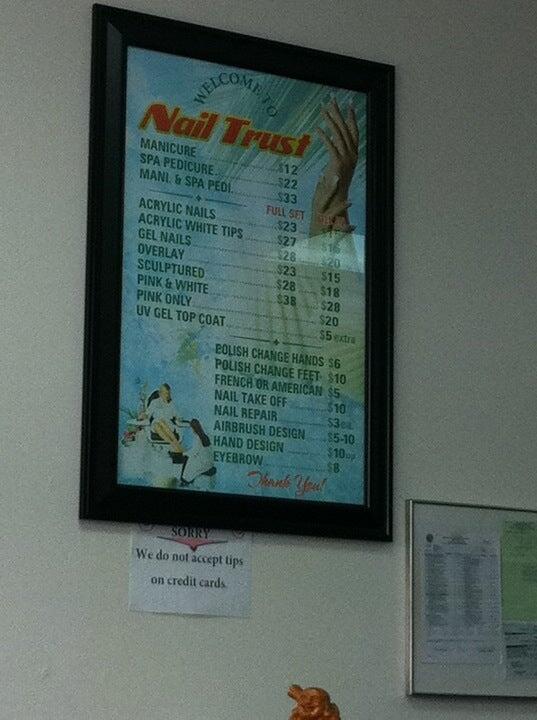 WELCOME TO
Nail Trust
MANICURE $12
SPA PEDICURE $22
MANI. & SPA PEDI. $33
FULL SET
ACRYLIC NAILS $23
ACRYLIC WHITE TIPS $27
GEL NAILS $28 $20
OVERLAY $23 $15
SCULPTURED $28 $18
PINK & WHITE $38 $28
PINK ONLY $20
UV GEL TOP COAT $5 extra
POLISH CHANGE HANDS $6
POLISH CHANGE FEET $10
FRENCH OR AMERICAN $5
NAIL TAKE OFF $10
NAIL REPAIR $3 ea.
AIRBRUSH DESIGN $5-10
HAND DESIGN $10 up
EYEBROW $8
Thank You!
SORRY
We do not accept tips
on credit cards.